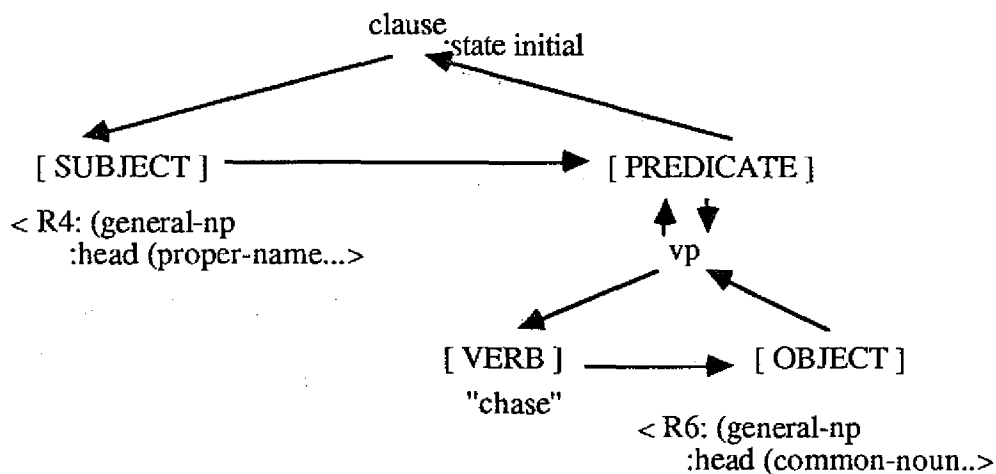 clause
:state initial
[ SUBJECT ]
[ PREDICATE ]
< R4: (general-np
:head (proper-name...>
vp
[ VERB ]
[ OBJECT ]
"chase"
< R6: (general-np
:head (common-noun..>